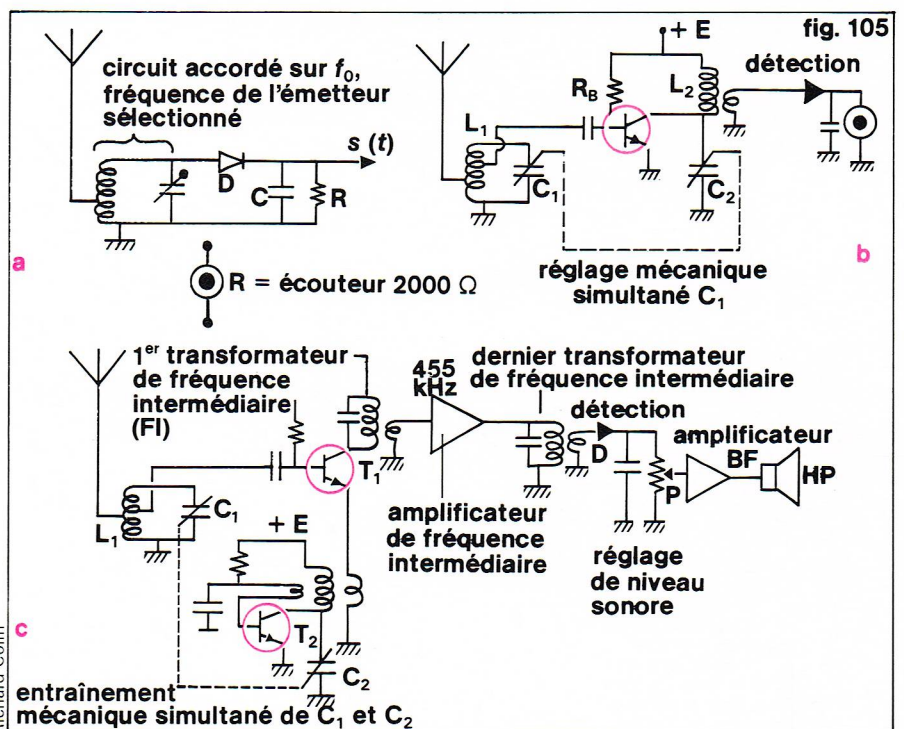 fig. 105
circuit accordé sur f₀,
fréquence de l'émetteur
sélectionné
s (t)
D
C
R
a
R = écouteur 2000 Ω
+ E
détection
R_B
L₂
L₁
C₁
C₂
b
réglage mécanique
simultané C₁
1er transformateur
de fréquence
intermédiaire
(FI)
455
kHz
dernier transformateur
de fréquence intermédiaire
détection
D
amplificateur
BF
HP
P
T₁
L₁
C₁
+ E
amplificateur
de fréquence
intermédiaire
réglage
de niveau
sonore
T₂
C₂
c
entraînement
mécanique simultané de C₁ et C₂